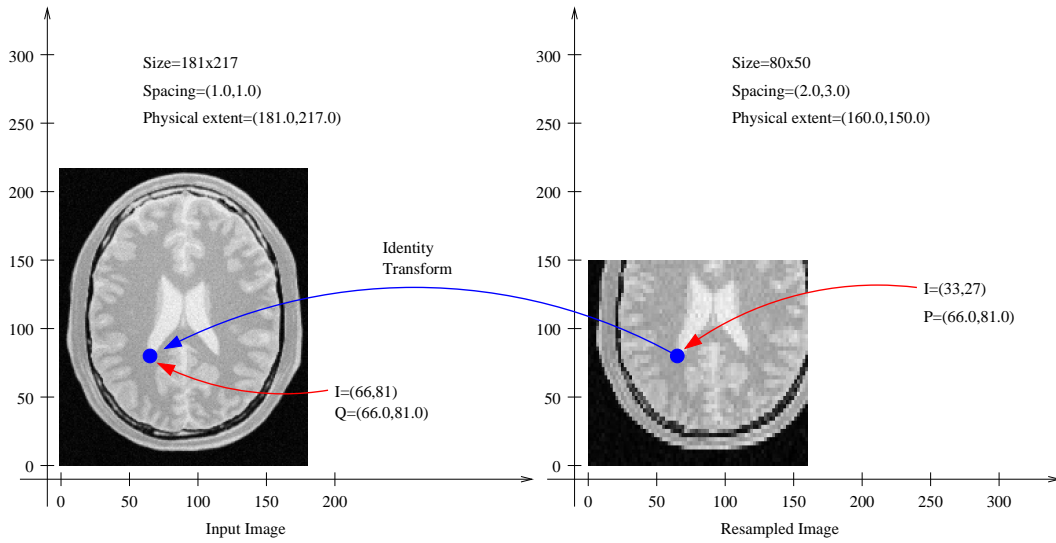 300
250
200
150
100
50
0
Size=181x217
Spacing=(1.0,1.0)
Physical extent=(181.0,217.0)
I=(66,81)
Q=(66.0,81.0)
0 50 100 150 200
Input Image
Identity
Transform
300
250
200
150
100
50
0
Size=80x50
Spacing=(2.0,3.0)
Physical extent=(160.0,150.0)
I=(33,27)
P=(66.0,81.0)
0 50 100 150 200 250 300
Resampled Image